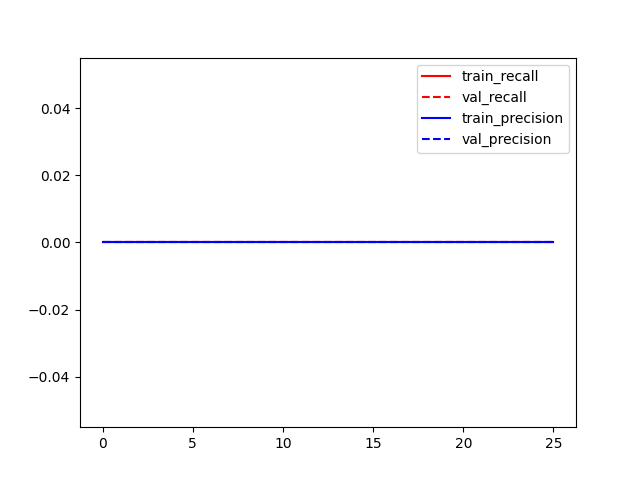 train_recall
val_recall
train_precision
val_precision
0.04
0.02
0.00
−0.02
−0.04
0 5 10 15 20 25